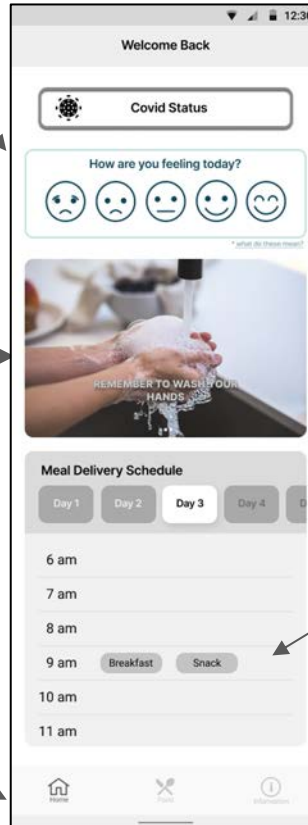 12:30
Welcome Back
Covid Status
How are you feeling today?
* what do these mean?
REMEMBER TO WASH YOUR
HANDS
Meal Delivery Schedule
Day 1 Day 2 Day 3 Day 4
6 am
7 am
8 am
9 am Breakfast Snack
10 am
11 am
Home Food Information